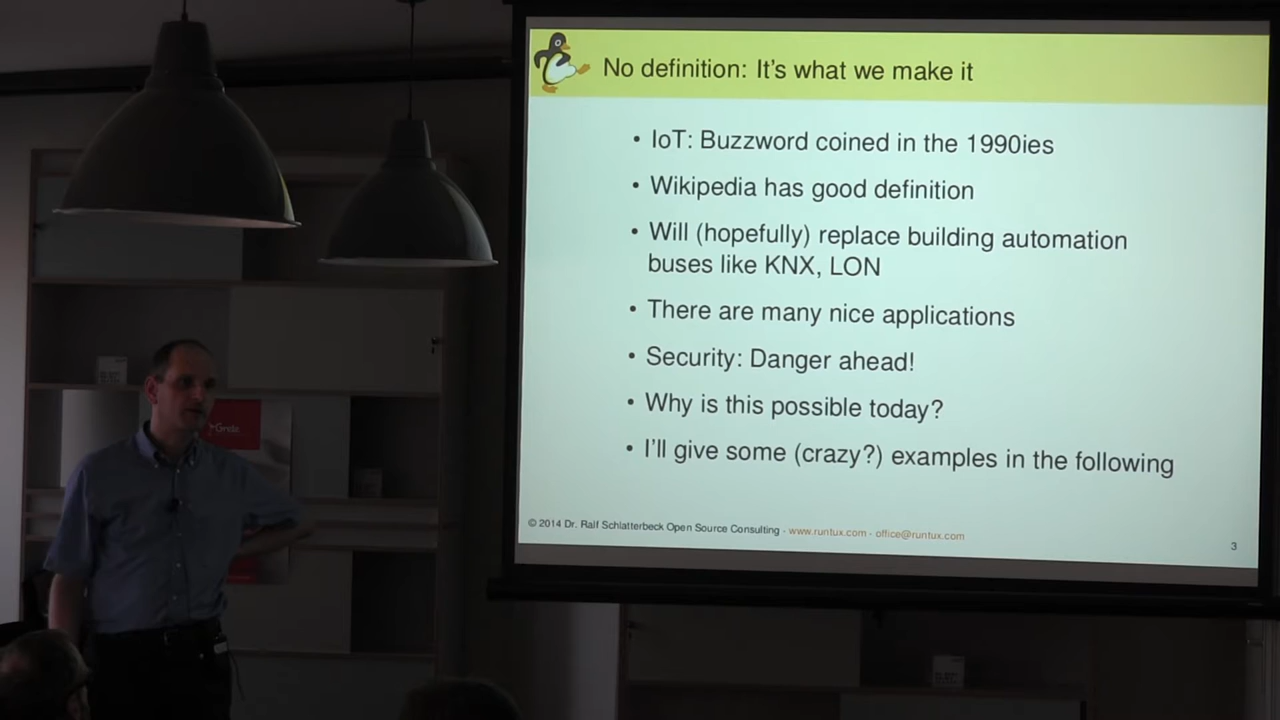 No definition: It's what we make it
• IoT: Buzzword coined in the 1990ies
• Wikipedia has good definition
• Will (hopefully) replace building automation
buses like KNX, LON
• There are many nice applications
• Security: Danger ahead!
• Why is this possible today?
• I'll give some (crazy?) examples in the following
© 2014 Dr. Ralf Schlatterbeck Open Source Consulting · www.runtux.com · office@runtux.com
3